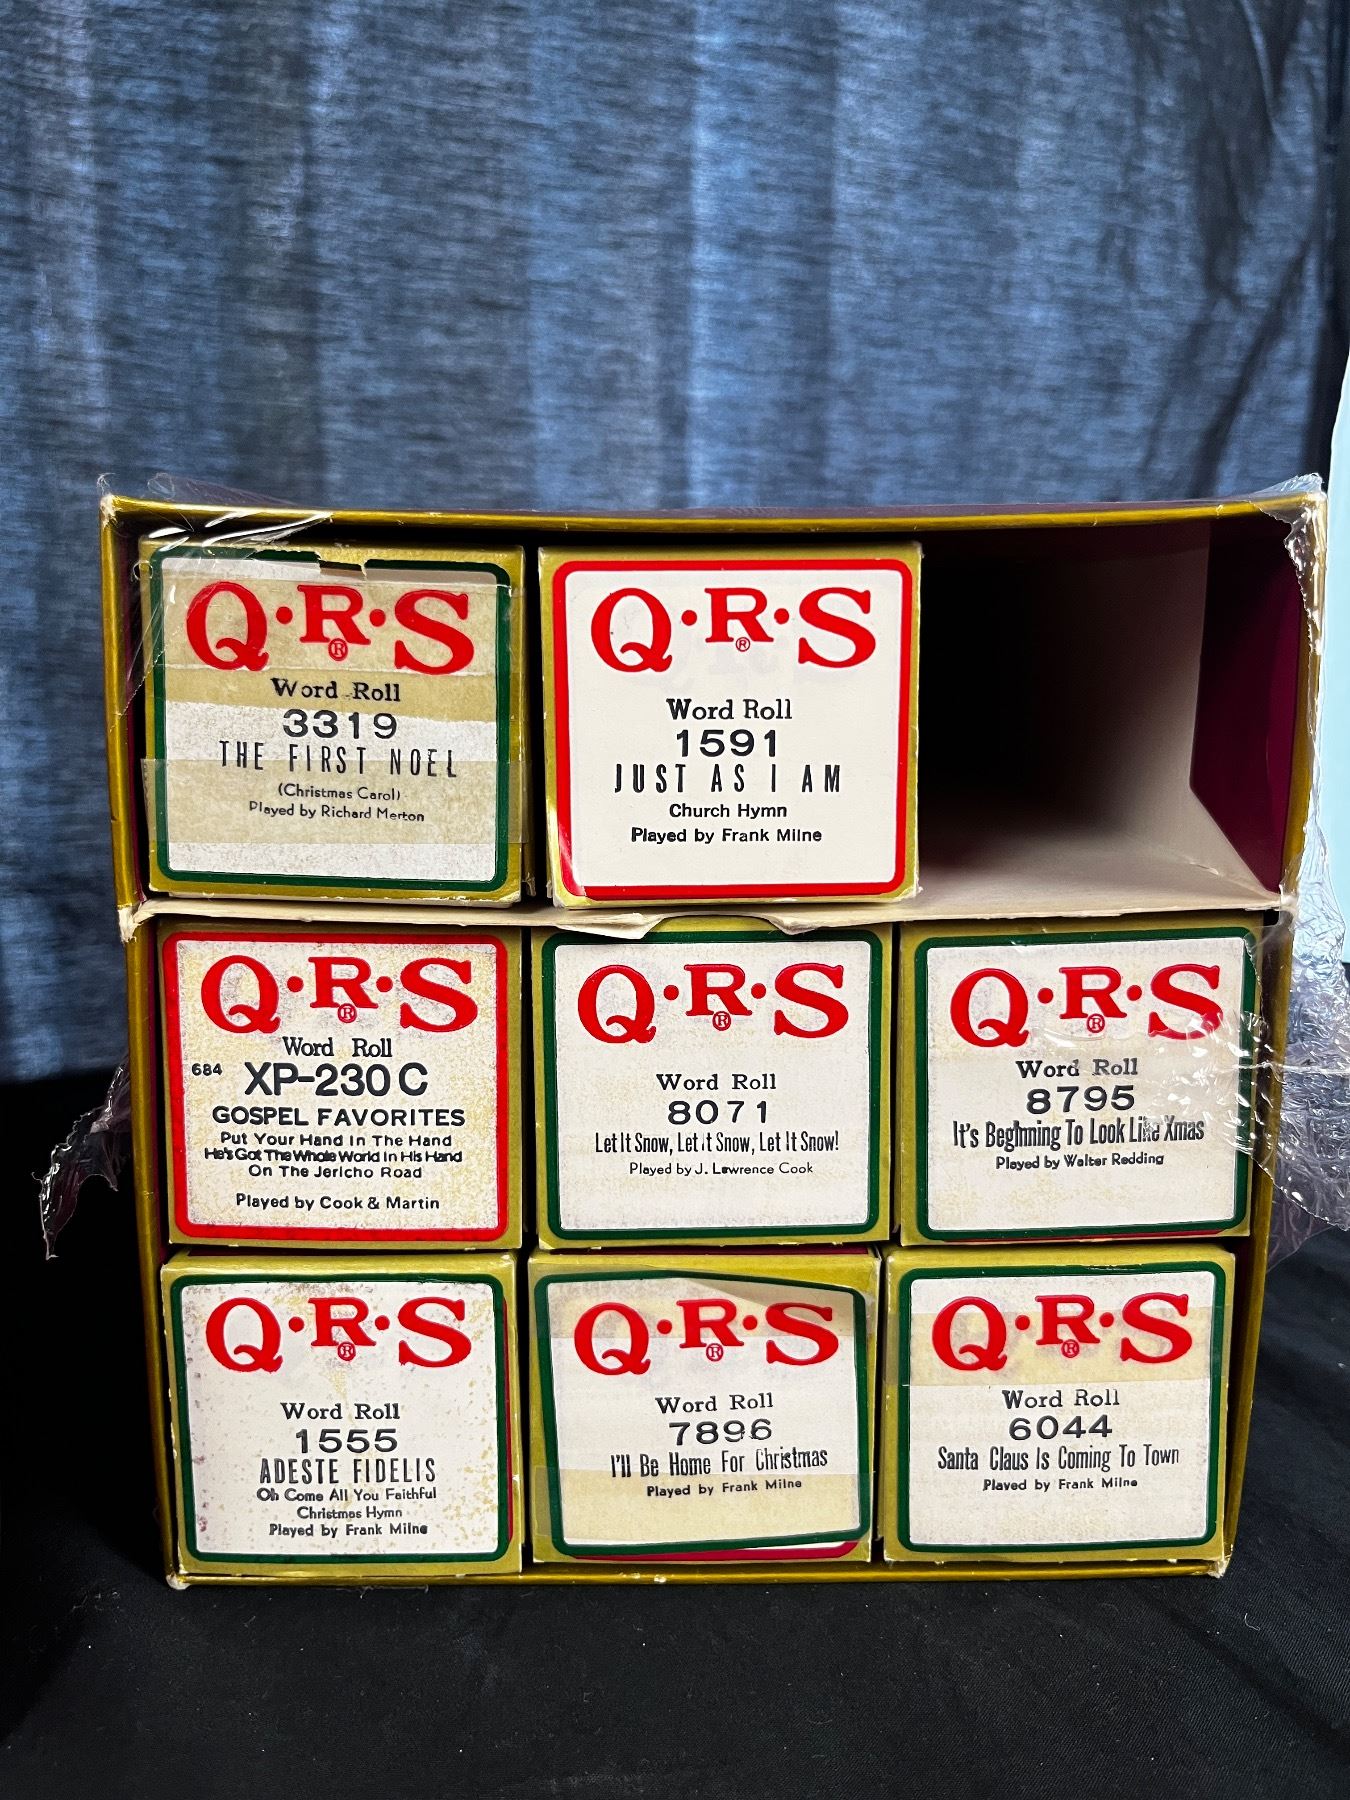 Q·R·S
®
Word Roll
3319
THE FIRST NOEL
(Christmas Carol)
Played by Richard Merton
Q·R·S
®
Word Roll
1591
JUST AS I AM
Church Hymn
Played by Frank Milne
Q·R·S
®
Word Roll
684 XP-230 C
GOSPEL FAVORITES
Put Your Hand In The Hand
He's Got The Whole World In His Hand
On The Jericho Road
Played by Cook & Martin
Q·R·S
®
Word Roll
8071
Let It Snow, Let it Snow, Let It Snow!
Played by J. Lawrence Cook
Q·R·S
®
Word Roll
8795
It's Beginning To Look Like Xmas
Played by Walter Redding
Q·R·S
®
Word Roll
1555
ADESTE FIDELIS
Oh Come All You Faithful
Christmas Hymn
Played by Frank Milne
Q·R·S
®
Word Roll
7896
I'll Be Home For Christmas
Played by Frank Milne
Q·R·S
®
Word Roll
6044
Santa Claus Is Coming To Town
Played by Frank Milne